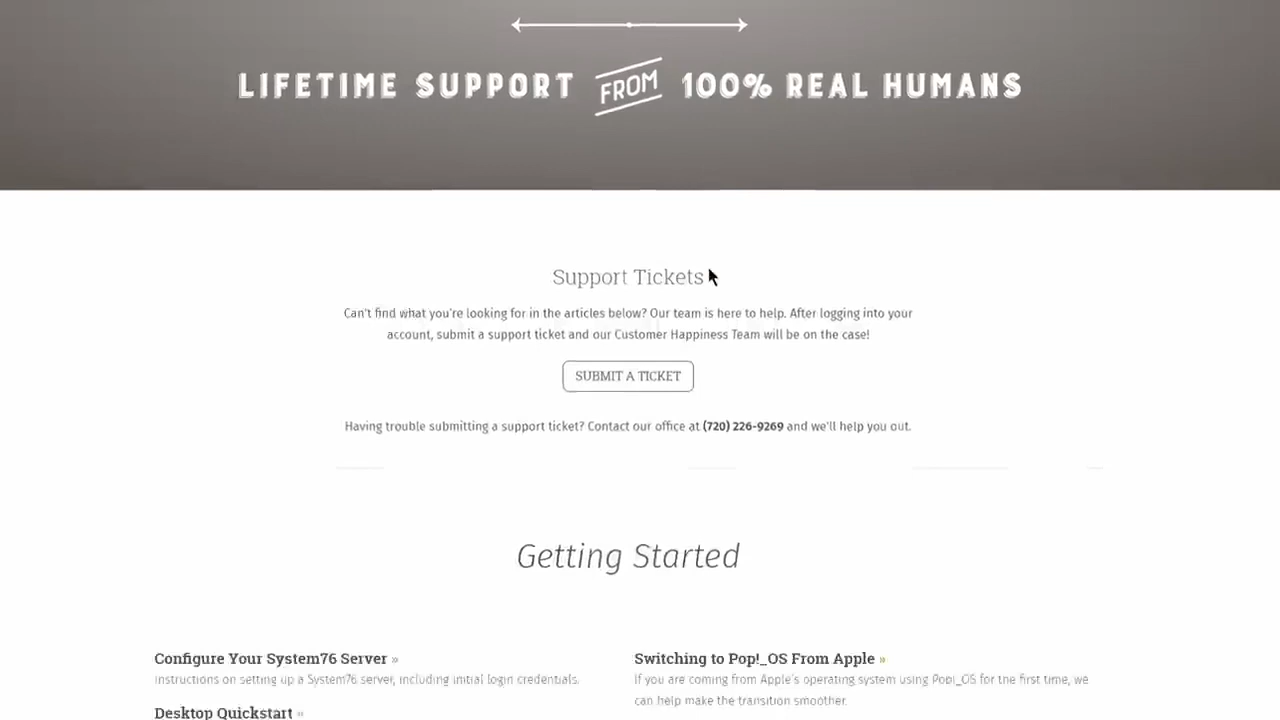 LIFETIME SUPPORT FROM 100% REAL HUMANS
Support Tickets
Can't find what you're looking for in the articles below? Our team is here to help. After logging into your
account, submit a support ticket and our Customer Happiness Team will be on the case!
SUBMIT A TICKET
Having trouble submitting a support ticket? Contact our office at (720) 226-9269 and we'll help you out.
Getting Started
Configure Your System76 Server »
Instructions on setting up a System76 server, including initial login credentials.
Desktop Quickstart »
Switching to Pop!_OS From Apple »
If you are coming from Apple's operating system using Pop!_OS for the first time, we
can help make the transition smoother.